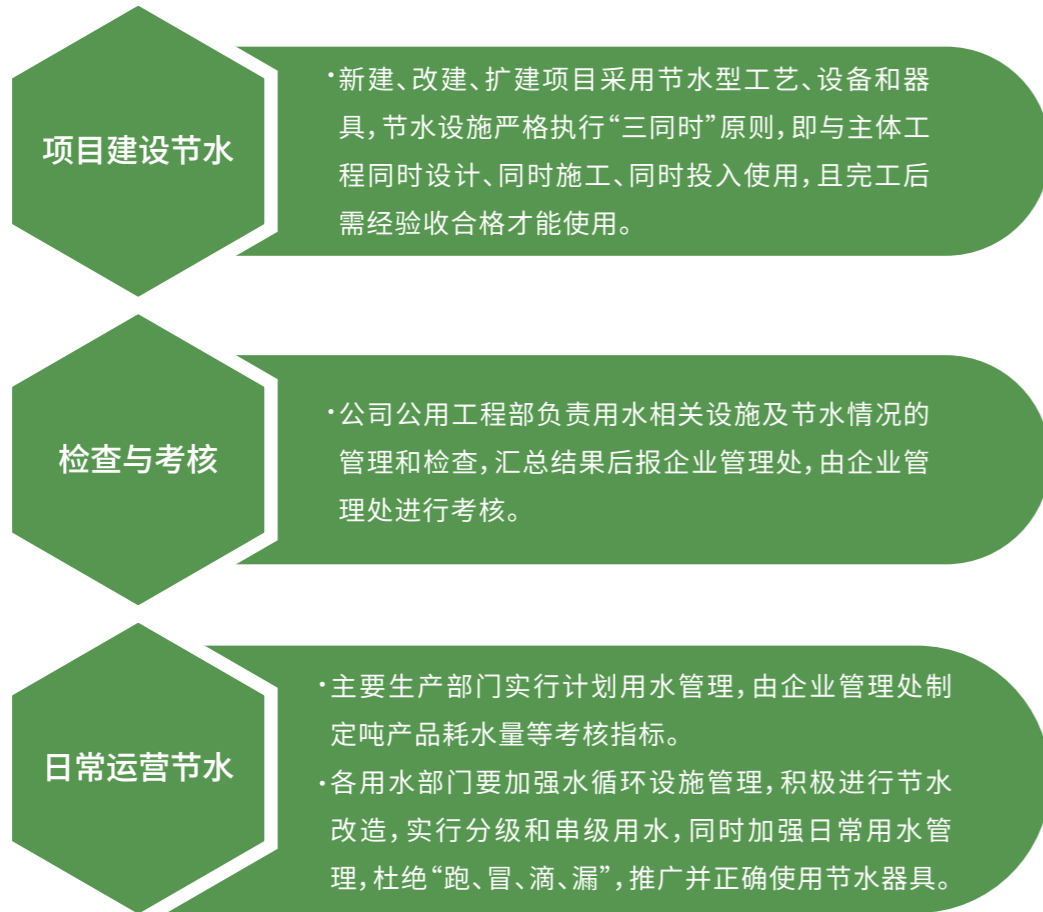 项目建设节水
·新建、改建、扩建项目采用节水型工艺、设备和器
具，节水设施严格执行“三同时”原则，即与主体工
程同时设计、同时施工、同时投入使用，且完工后
需经验收合格才能使用。
检查与考核
·公司公用工程部负责用水相关设施及节水情况的
管理和检查，汇总结果后报企业管理处，由企业管
理处进行考核。
日常运营节水
·主要生产部门实行计划用水管理，由企业管理处制
定吨产品耗水量等考核指标。
·各用水部门要加强水循环设施管理，积极进行节水
改造，实行分级和串级用水，同时加强日常用水管
理，杜绝“跑、冒、滴、漏”，推广并正确使用节水器具。